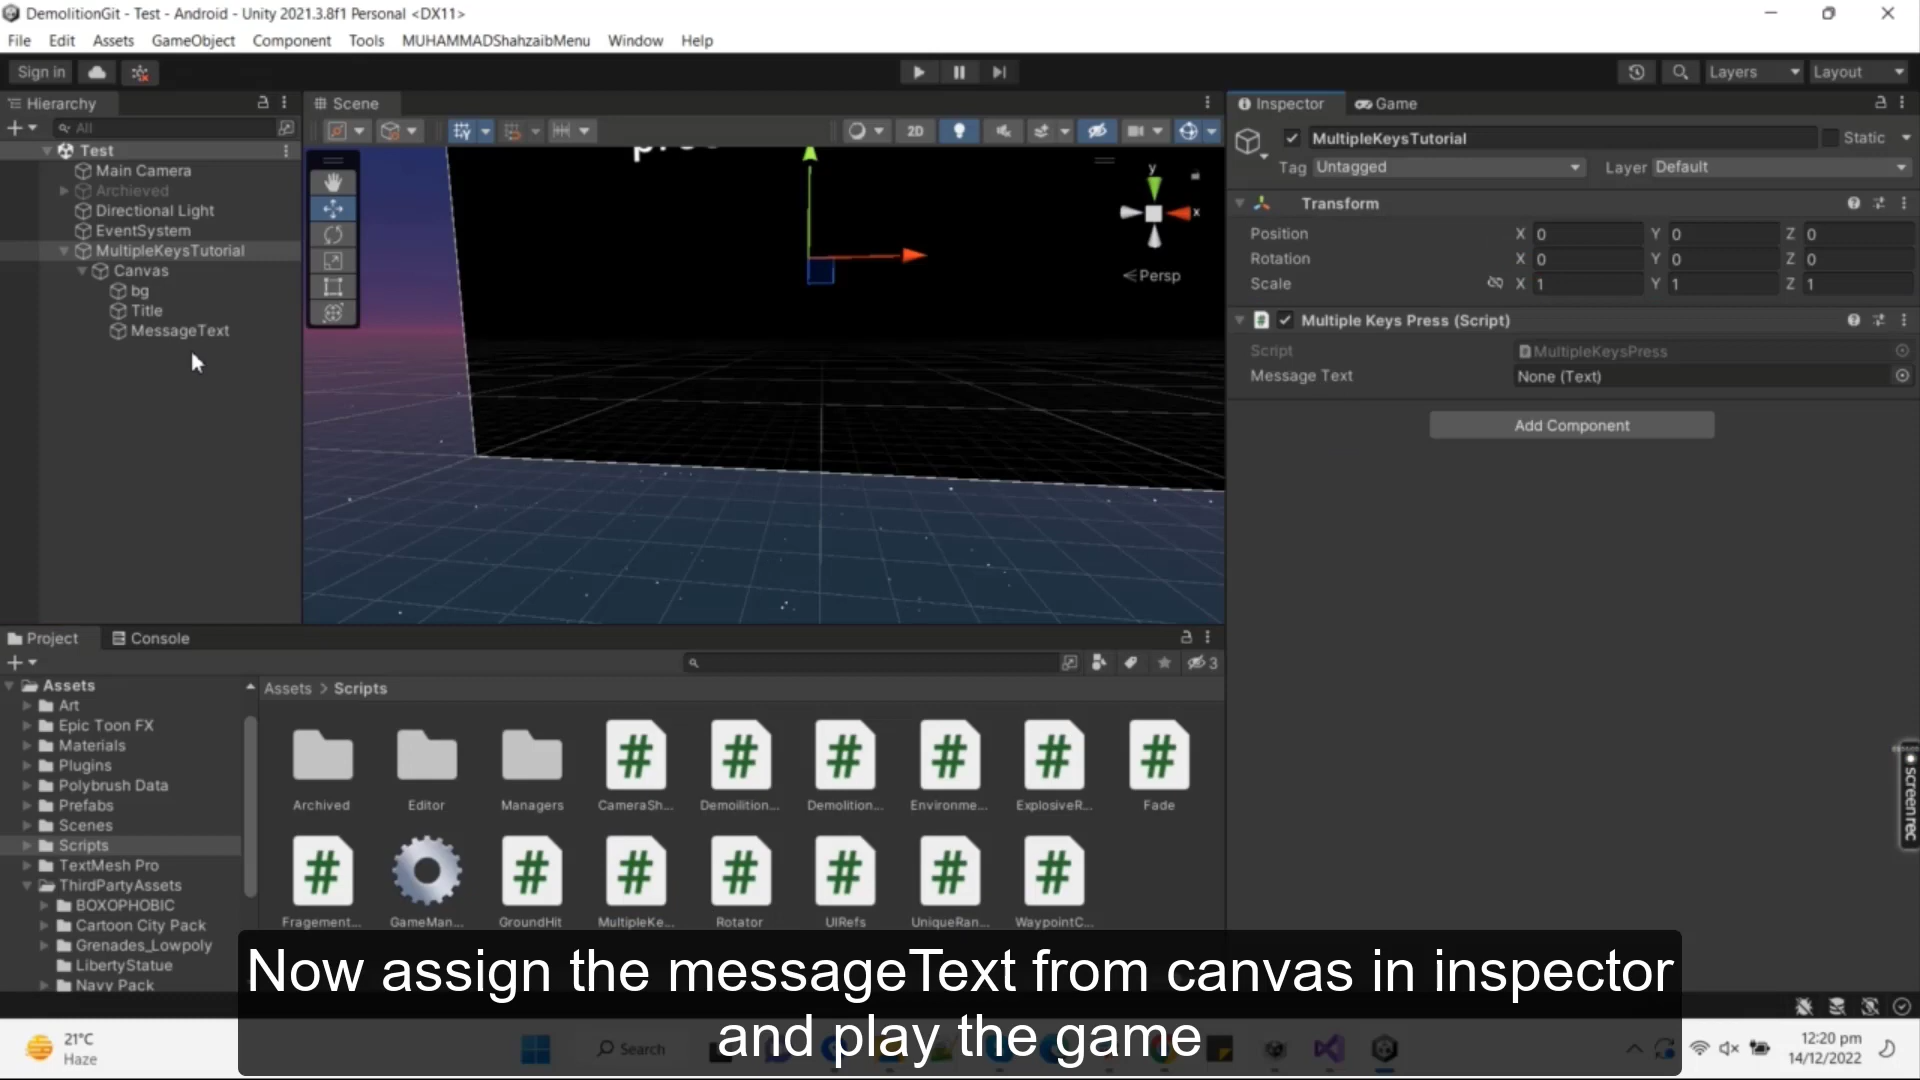 DemolitionGit - Test - Android - Unity 2021.3.8f1 Personal <DX11>
File Edit Assets GameObject Component Tools MUHAMMADShahzaibMenu Window Help
Sign in
Layers
Layout
Hierarchy
Scene
Inspector
Game
All
2D
MultipleKeysTutorial
Static
Tag Untagged
Layer Default
Test
Main Camera
Archieved
Directional Light
EventSystem
MultipleKeysTutorial
Canvas
bg
Title
MessageText
y
x
Persp
Transform
Position X 0 Y 0 Z 0
Rotation X 0 Y 0 Z 0
Scale X 1 Y 1 Z 1
Multiple Keys Press (Script)
Script MultipleKeysPress
Message Text None (Text)
Add Component
Project
Console
3
Assets
Art
Epic Toon FX
Materials
Plugins
Polybrush Data
Prefabs
Scenes
Scripts
TextMesh Pro
ThirdPartyAssets
BOXOPHOBIC
Cartoon City Pack
Grenades_Lowpoly
LibertyStatue
Navy Pack
Assets > Scripts
Archived
Editor
Managers
CameraSh...
Demoilition...
Demolition...
Environme...
ExplosiveR...
Fade
Fragement...
GameMan...
GroundHit
MultipleKe...
Rotator
UIRefs
UniqueRan...
WaypointC...
screenrec
Now assign the messageText from canvas in inspector
and play the game
21°C
Haze
Search
12:20 pm
14/12/2022